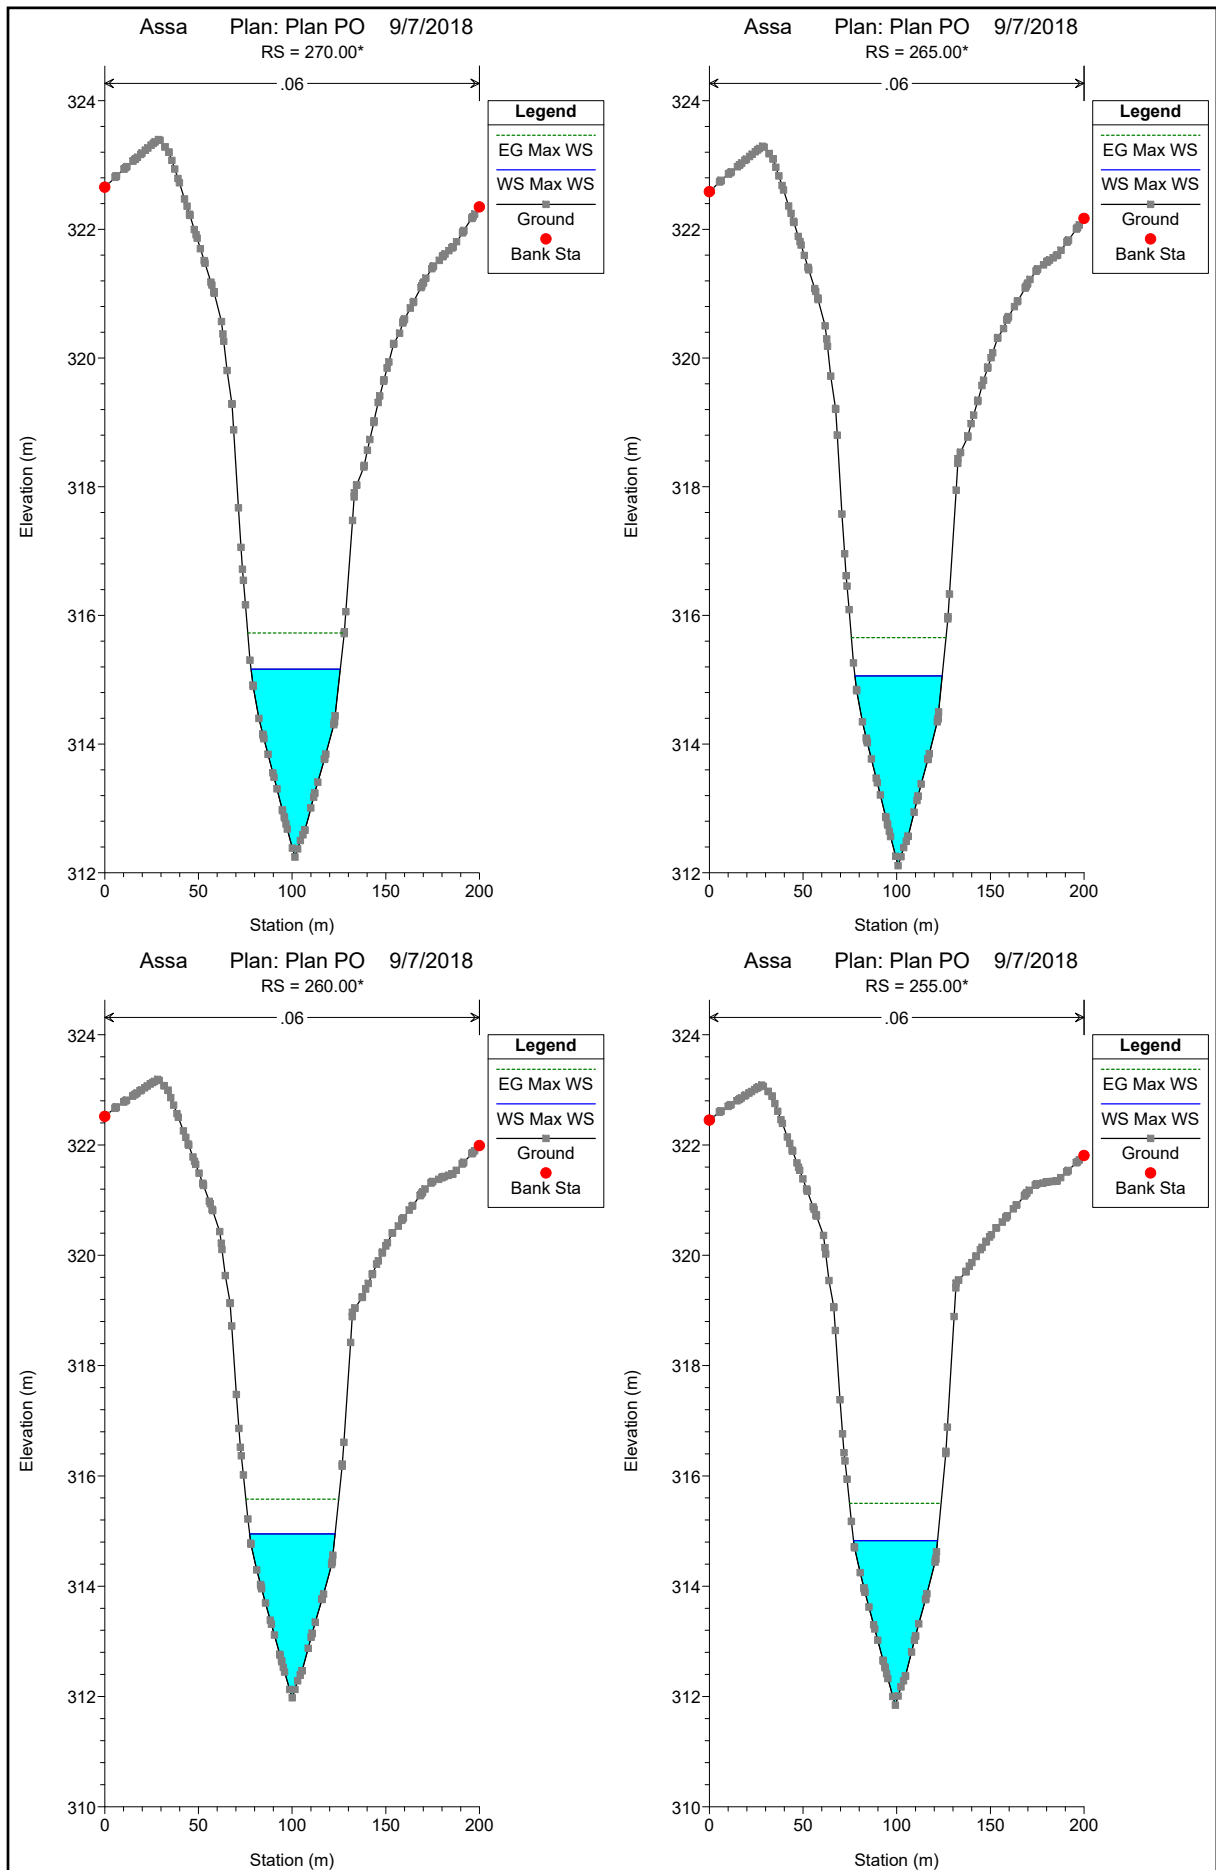 Assa Plan: Plan PO 9/7/2018
RS = 270.00*
.06
324
322
320
318
316
314
312
0 50 100 150 200
Elevation (m)
Station (m)
Legend
EG Max WS
WS Max WS
Ground
Bank Sta
Assa Plan: Plan PO 9/7/2018
RS = 265.00*
.06
324
322
320
318
316
314
312
0 50 100 150 200
Elevation (m)
Station (m)
Legend
EG Max WS
WS Max WS
Ground
Bank Sta
Assa Plan: Plan PO 9/7/2018
RS = 260.00*
.06
324
322
320
318
316
314
312
310
0 50 100 150 200
Elevation (m)
Station (m)
Legend
EG Max WS
WS Max WS
Ground
Bank Sta
Assa Plan: Plan PO 9/7/2018
RS = 255.00*
.06
324
322
320
318
316
314
312
310
0 50 100 150 200
Elevation (m)
Station (m)
Legend
EG Max WS
WS Max WS
Ground
Bank Sta